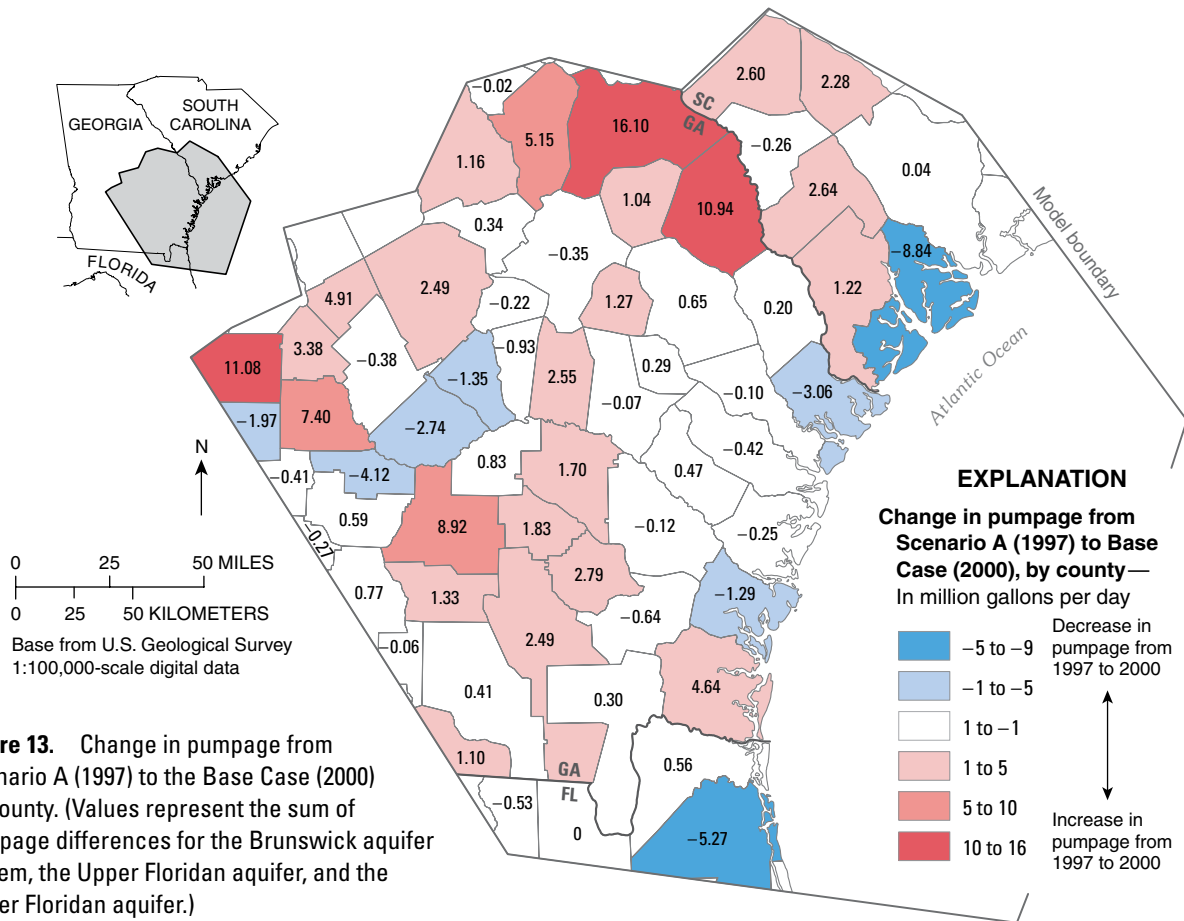 GEORGIA
SOUTH
CAROLINA
FLORIDA
N
0 25 50 MILES
0 25 50 KILOMETERS
Base from U.S. Geological Survey
1:100,000-scale digital data
−0.02
5.15
16.10
SC
GA
2.60
2.28
1.16
1.04
10.94
−0.26
2.64
0.04
0.34
−0.35
−8.84
Model boundary
4.91
2.49
−0.22
1.27
0.65
0.20
1.22
Atlantic Ocean
11.08
3.38
−0.38
−0.93
−1.35
2.55
0.29
−0.07
−0.10
−3.06
−1.97
7.40
−2.74
−0.42
−0.41
−4.12
0.83
1.70
0.47
0.59
8.92
1.83
−0.12
−0.25
−0.27
0.77
1.33
2.79
−1.29
−0.64
−0.06
2.49
0.41
0.30
4.64
1.10
GA
FL
0.56
−0.53
0
−5.27
EXPLANATION
Change in pumpage from
Scenario A (1997) to Base
Case (2000), by county—
In million gallons per day
−5 to −9
−1 to −5
1 to −1
1 to 5
5 to 10
10 to 16
Decrease in
pumpage from
1997 to 2000
Increase in
pumpage from
1997 to 2000
re 13. Change in pumpage from
nario A (1997) to the Base Case (2000)
ounty. (Values represent the sum of
page differences for the Brunswick aquifer
em, the Upper Floridan aquifer, and the
er Floridan aquifer.)